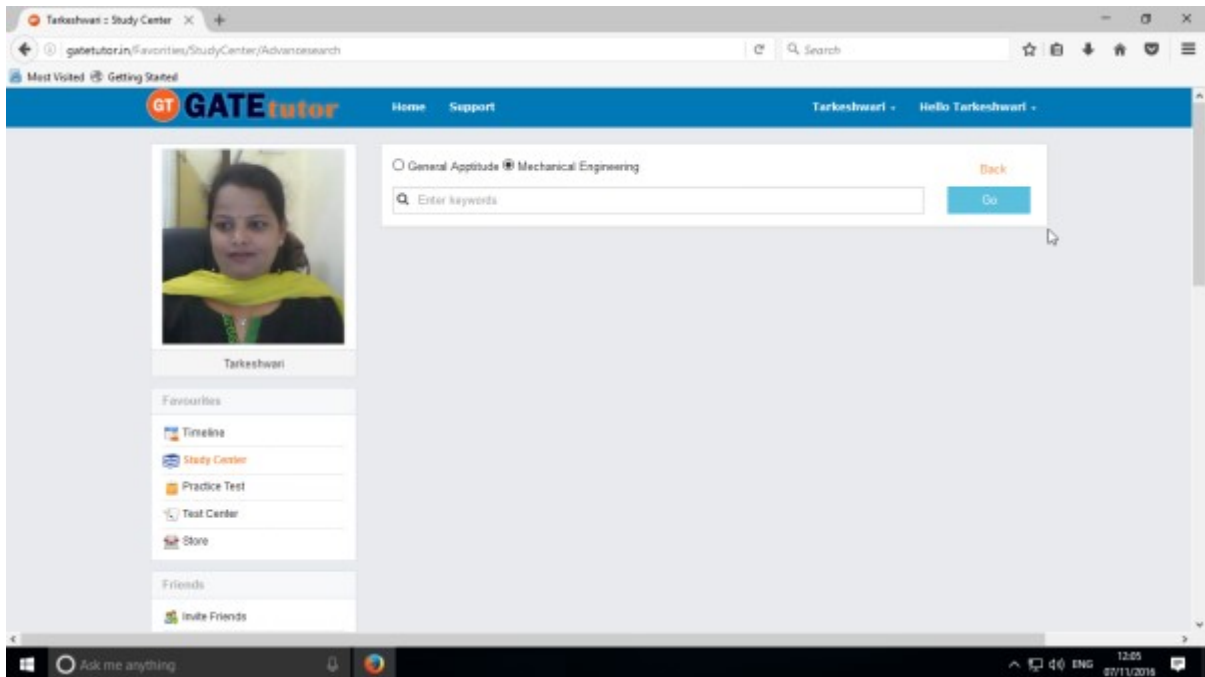 Tarkeshwari :: Study Center
gatetutor.in/Favorities/StudyCenter/Advancesearch
Search
Most Visited Getting Started
GT GATEtutor Home Support Tarkeshwari Hello Tarkeshwari
General Apptitude Mechanical Engineering Back
Enter keywords Go
Tarkeshwari
Favourites
Timeline
Study Center
Practice Test
Test Center
Store
Friends
Invite Friends
Ask me anything
ENG 12:05
07/11/2016